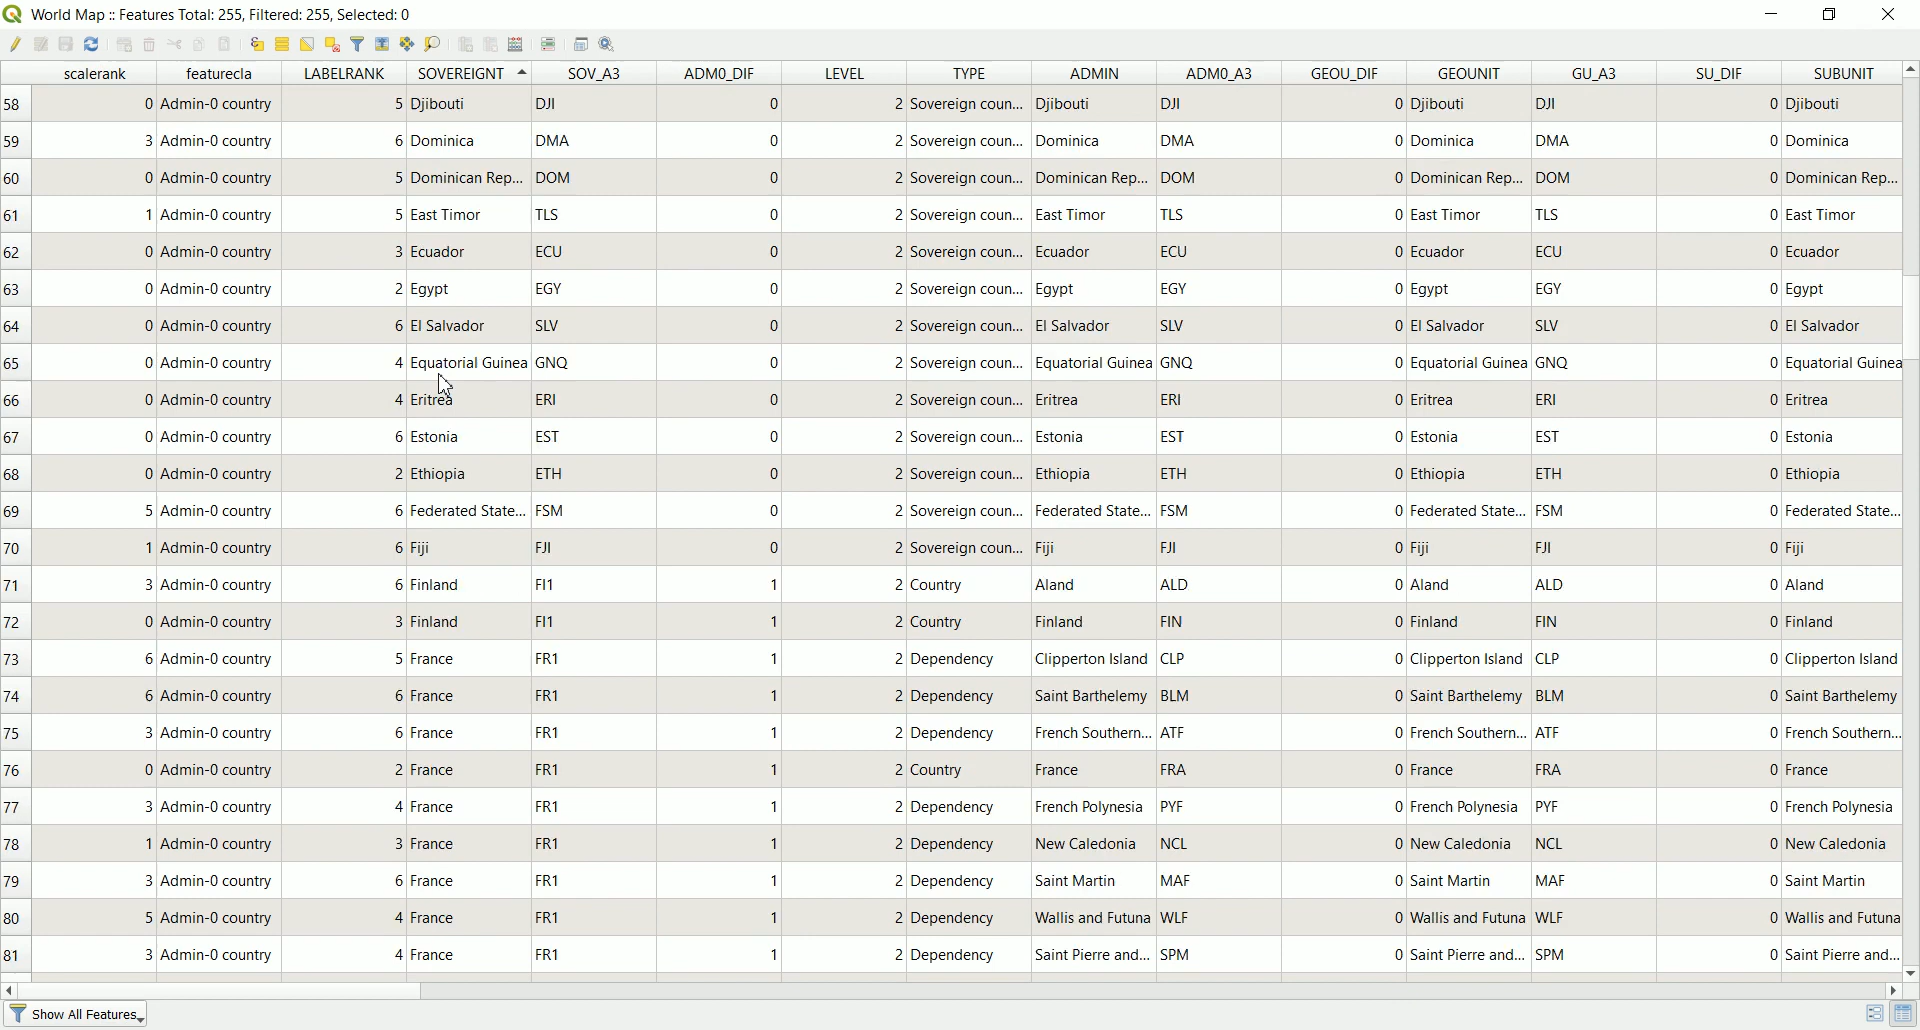 World Map :: Features Total: 255, Filtered: 255, Selected: 0
scalerank featurecla LABELRANK SOVEREIGNT SOV_A3 ADM0_DIF LEVEL TYPE ADMIN ADM0_A3 GEOU_DIF GEOUNIT GU_A3 SU_DIF SUBUNIT
58 0 Admin-0 country 5 Djibouti DJI 0 2 Sovereign coun... Djibouti DJI 0 Djibouti DJI 0 Djibouti
59 3 Admin-0 country 6 Dominica DMA 0 2 Sovereign coun... Dominica DMA 0 Dominica DMA 0 Dominica
60 0 Admin-0 country 5 Dominican Rep... DOM 0 2 Sovereign coun... Dominican Rep... DOM 0 Dominican Rep... DOM 0 Dominican Rep...
61 1 Admin-0 country 5 East Timor TLS 0 2 Sovereign coun... East Timor TLS 0 East Timor TLS 0 East Timor
62 0 Admin-0 country 3 Ecuador ECU 0 2 Sovereign coun... Ecuador ECU 0 Ecuador ECU 0 Ecuador
63 0 Admin-0 country 2 Egypt EGY 0 2 Sovereign coun... Egypt EGY 0 Egypt EGY 0 Egypt
64 0 Admin-0 country 6 El Salvador SLV 0 2 Sovereign coun... El Salvador SLV 0 El Salvador SLV 0 El Salvador
65 0 Admin-0 country 4 Equatorial Guinea GNQ 0 2 Sovereign coun... Equatorial Guinea GNQ 0 Equatorial Guinea GNQ 0 Equatorial Guinea
66 0 Admin-0 country 4 Eritrea ERI 0 2 Sovereign coun... Eritrea ERI 0 Eritrea ERI 0 Eritrea
67 0 Admin-0 country 6 Estonia EST 0 2 Sovereign coun... Estonia EST 0 Estonia EST 0 Estonia
68 0 Admin-0 country 2 Ethiopia ETH 0 2 Sovereign coun... Ethiopia ETH 0 Ethiopia ETH 0 Ethiopia
69 5 Admin-0 country 6 Federated State... FSM 0 2 Sovereign coun... Federated State... FSM 0 Federated State... FSM 0 Federated State...
70 1 Admin-0 country 6 Fiji FJI 0 2 Sovereign coun... Fiji FJI 0 Fiji FJI 0 Fiji
71 3 Admin-0 country 6 Finland FI1 1 2 Country Aland ALD 0 Aland ALD 0 Aland
72 0 Admin-0 country 3 Finland FI1 1 2 Country Finland FIN 0 Finland FIN 0 Finland
73 6 Admin-0 country 5 France FR1 1 2 Dependency Clipperton Island CLP 0 Clipperton Island CLP 0 Clipperton Island
74 6 Admin-0 country 6 France FR1 1 2 Dependency Saint Barthelemy BLM 0 Saint Barthelemy BLM 0 Saint Barthelemy
75 3 Admin-0 country 6 France FR1 1 2 Dependency French Southern... ATF 0 French Southern... ATF 0 French Southern...
76 0 Admin-0 country 2 France FR1 1 2 Country France FRA 0 France FRA 0 France
77 3 Admin-0 country 4 France FR1 1 2 Dependency French Polynesia PYF 0 French Polynesia PYF 0 French Polynesia
78 1 Admin-0 country 3 France FR1 1 2 Dependency New Caledonia NCL 0 New Caledonia NCL 0 New Caledonia
79 3 Admin-0 country 6 France FR1 1 2 Dependency Saint Martin MAF 0 Saint Martin MAF 0 Saint Martin
80 5 Admin-0 country 4 France FR1 1 2 Dependency Wallis and Futuna WLF 0 Wallis and Futuna WLF 0 Wallis and Futuna
81 3 Admin-0 country 4 France FR1 1 2 Dependency Saint Pierre and... SPM 0 Saint Pierre and... SPM 0 Saint Pierre and...
Show All Features